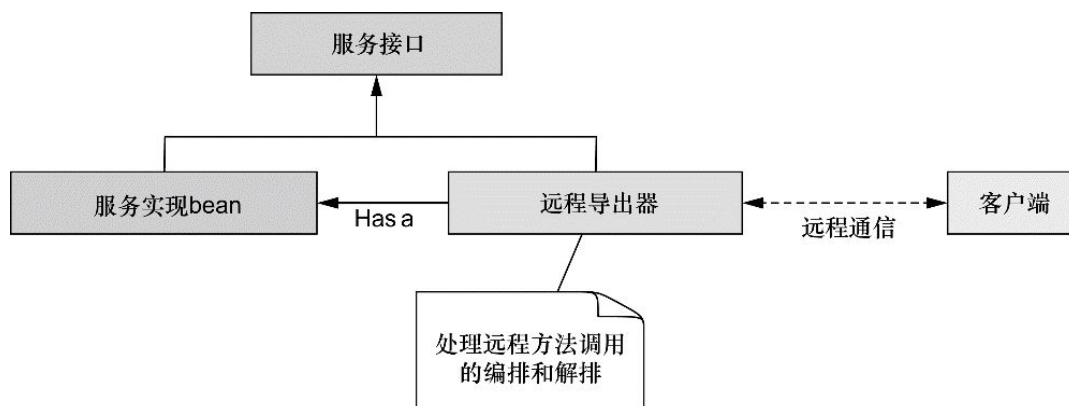 服务接口
服务实现bean
Has a
远程导出器
远程通信
客户端
处理远程方法调用
的编排和解排